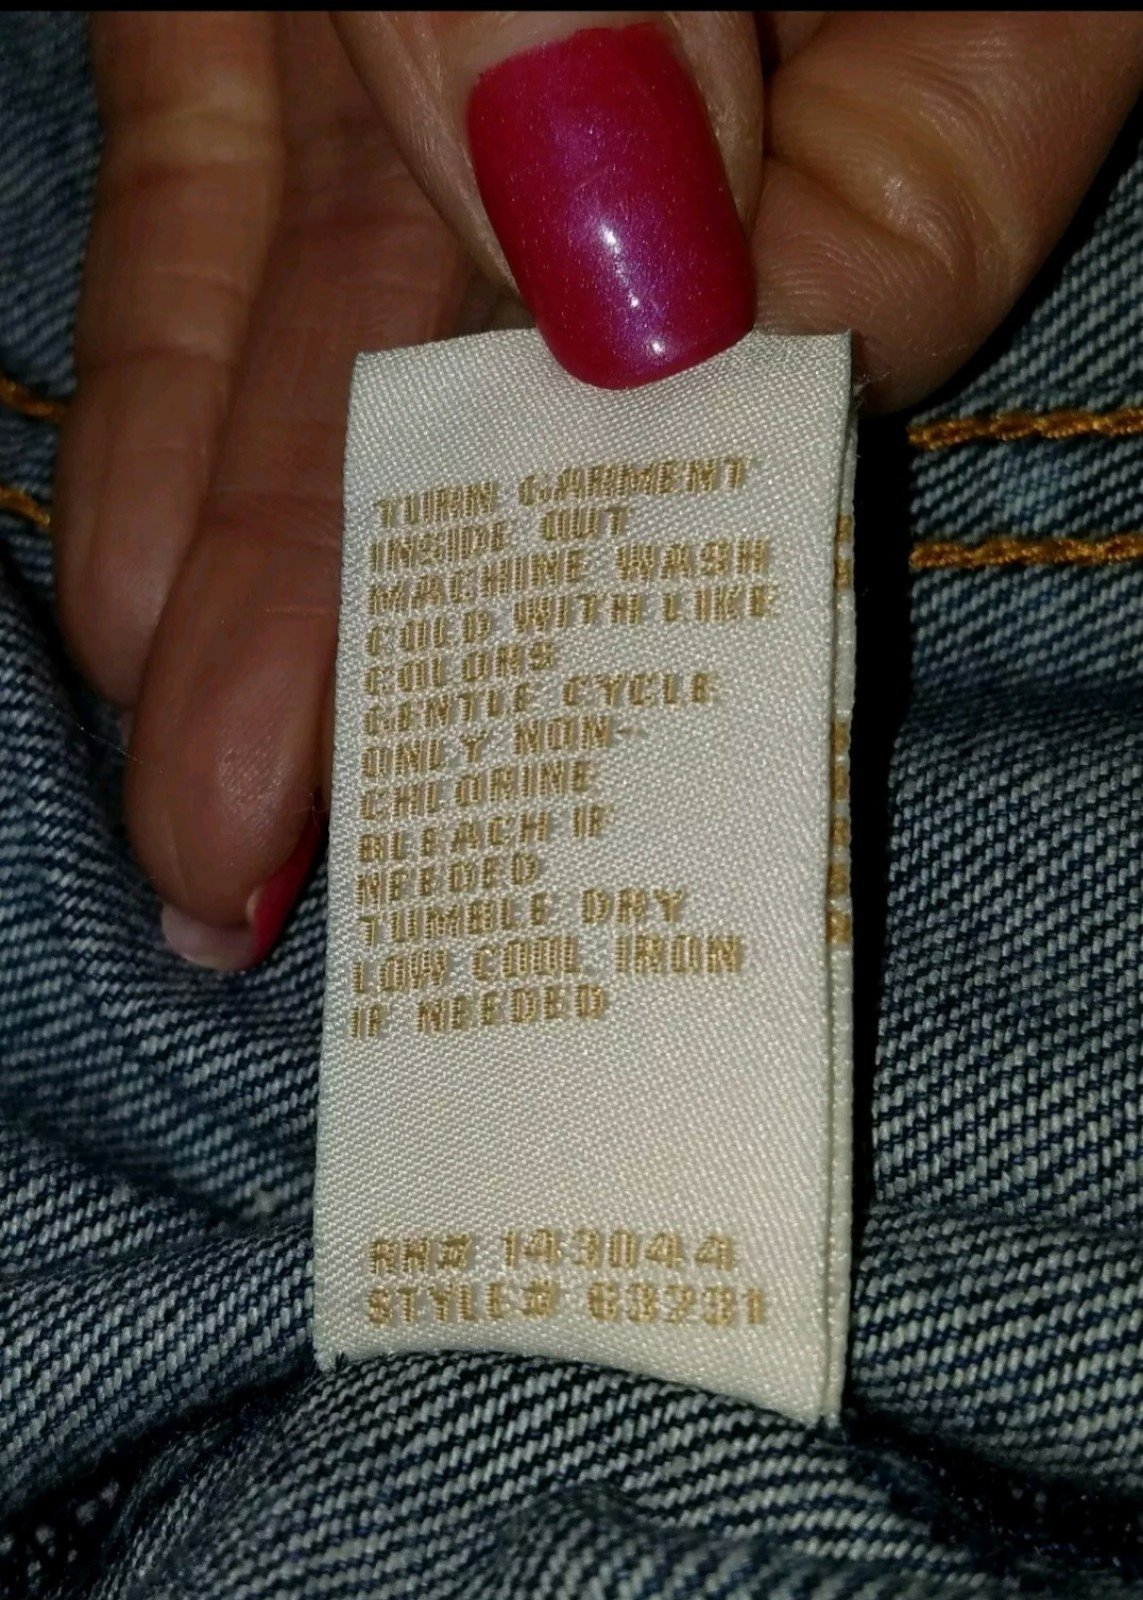 TURN GARMENT
INSIDE OUT
MACHINE WASH
COLD WITH LIKE
COLORS
GENTLE CYCLE
ONLY NON-
CHLORINE
BLEACH IF
NEEDED
TUMBLE DRY
LOW COOL IRON
IF NEEDED
RN# 143044
STYLE# 63231